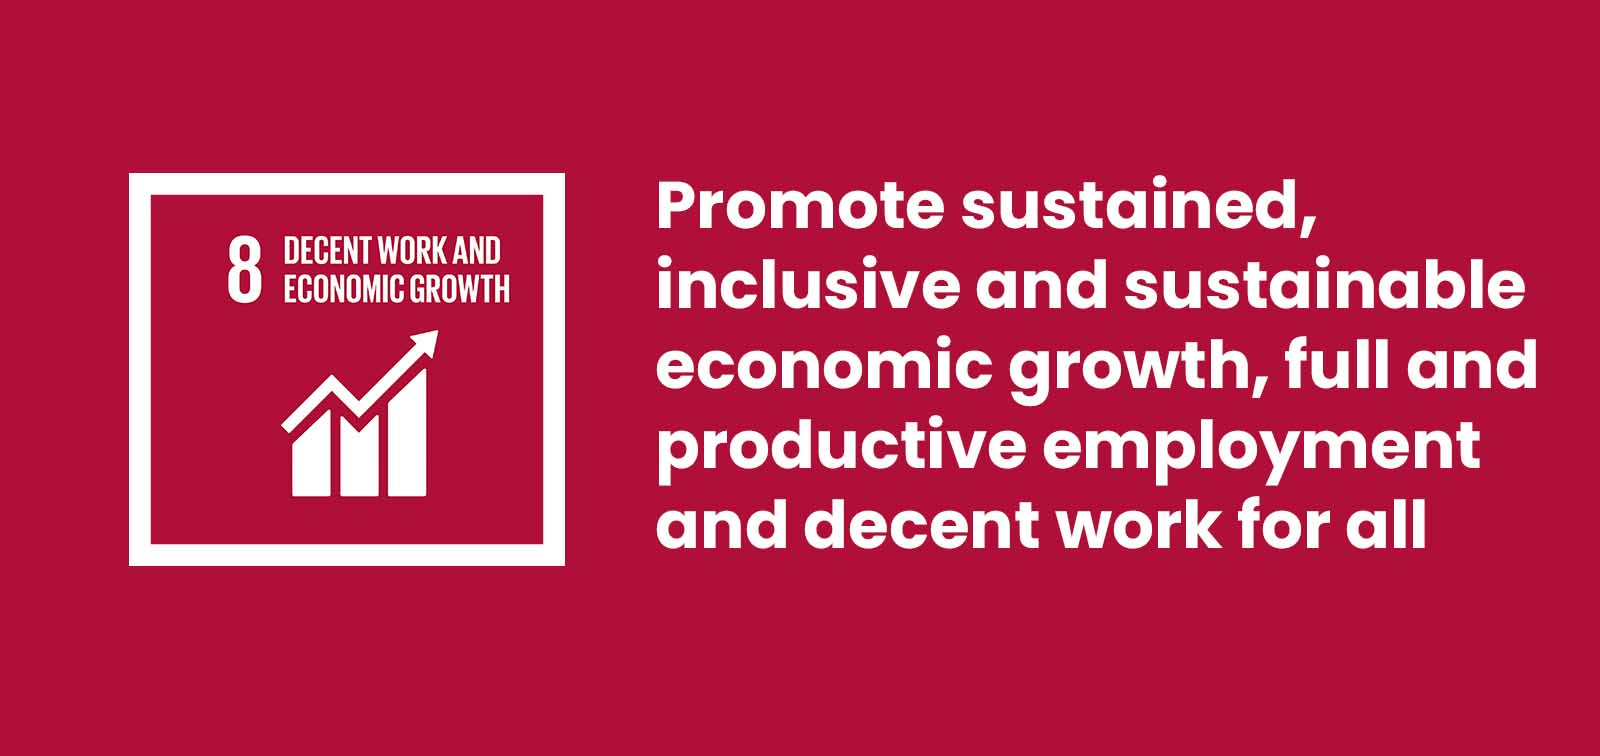 8
DECENT WORK AND
ECONOMIC GROWTH
Promote sustained,
inclusive and sustainable
economic growth, full and
productive employment
and decent work for all